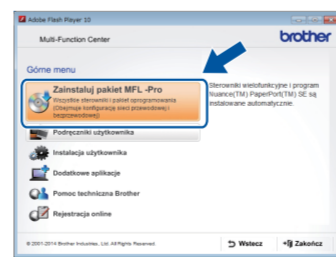 Adobe Flash Player 10
Multi-Function Center
brother
Górne menu
Zainstaluj pakiet MFL -Pro
Wszystkie sterowniki i pakiet oprogramowania
(Obejmuje konfigurację sieci przewodowej i
bezprzewodowej)
Sterowniki wielofunkcyjne i program
Nuance(TM) PaperPort(TM) SE są
instalowane automatycznie.
Podręczniki użytkownika
Instalacja użytkownika
Dodatkowe aplikacje
Pomoc techniczna Brother
Rejestracja online
© 2001-2014 Brother Industries, Ltd. All Rights Reserved.
Wstecz
Zakończ